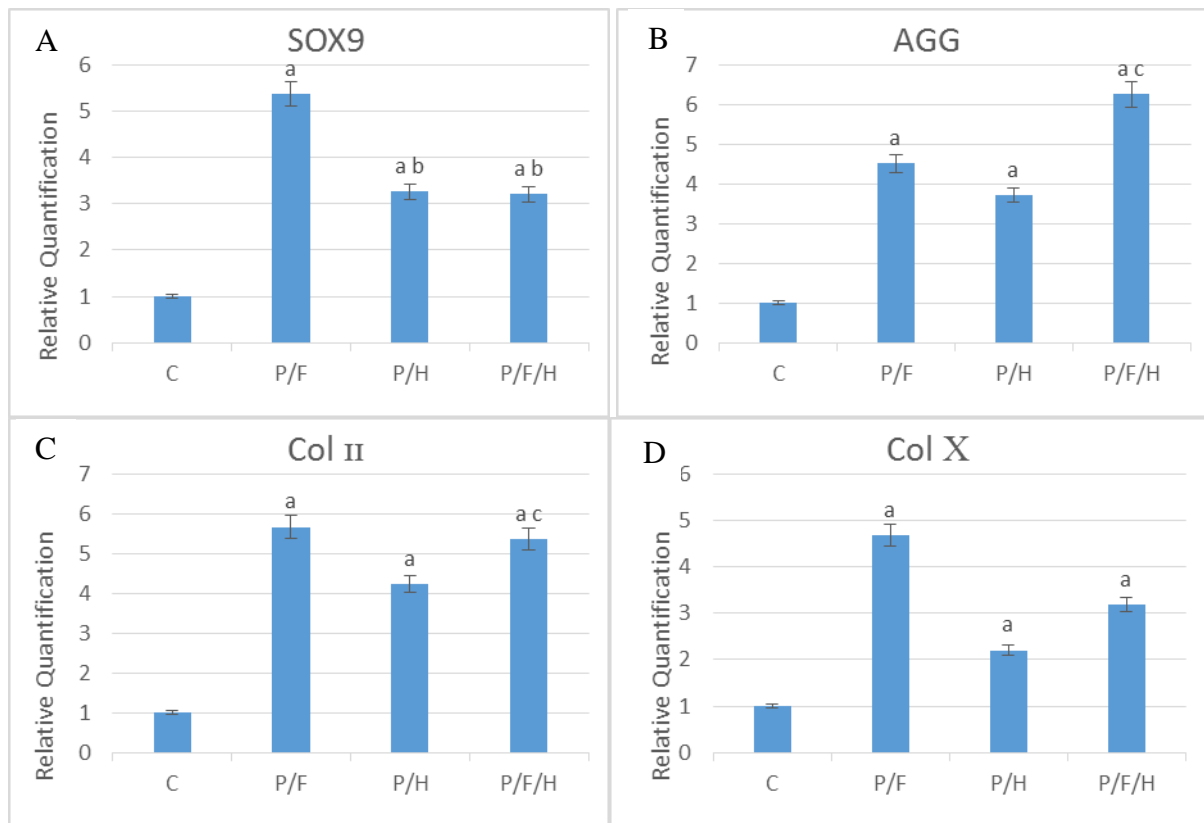 A
SOX9
Relative Quantification
6
5
4
3
2
1
0
a
a b
a b
C
P/F
P/H
P/F/H
B
AGG
Relative Quantification
7
6
5
4
3
2
1
0
a
a
a c
C
P/F
P/H
P/F/H
C
Col II
Relative Quantification
7
6
5
4
3
2
1
0
a
a
a c
C
P/F
P/H
P/F/H
D
Col X
Relative Quantification
6
5
4
3
2
1
0
a
a
a
C
P/F
P/H
P/F/H